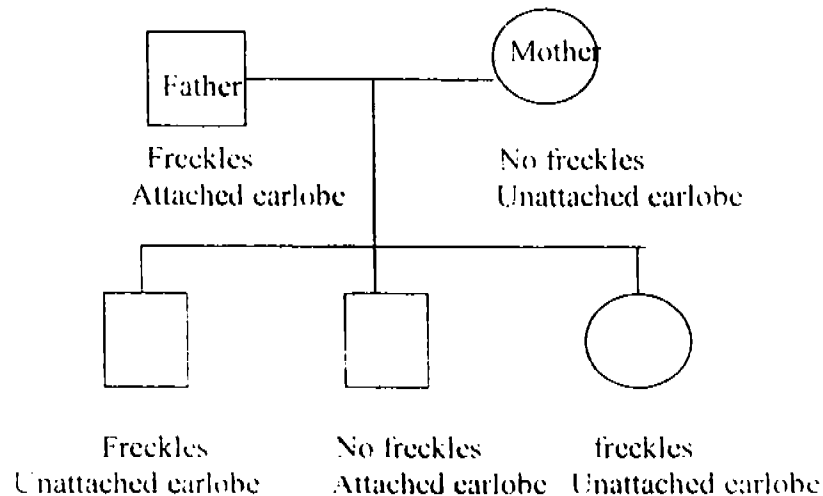 Father
Mother
Freckles
Attached earlobe
No freckles
Unattached earlobe
Freckles
Unattached earlobe
No freckles
Attached earlobe
freckles
Unattached earlobe